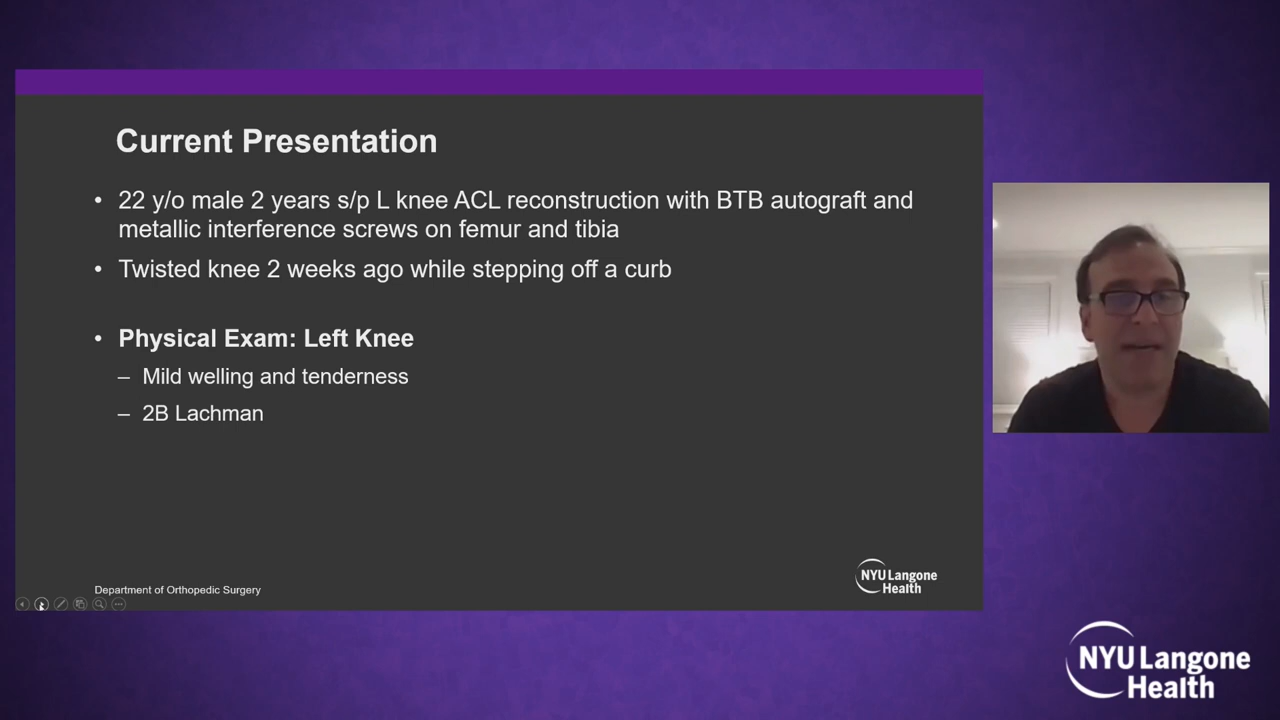 Current Presentation
• 22 y/o male 2 years s/p L knee ACL reconstruction with BTB autograft and
metallic interference screws on femur and tibia
• Twisted knee 2 weeks ago while stepping off a curb
• Physical Exam: Left Knee
– Mild welling and tenderness
– 2B Lachman
Department of Orthopedic Surgery
NYU Langone
Health
NYU Langone
Health